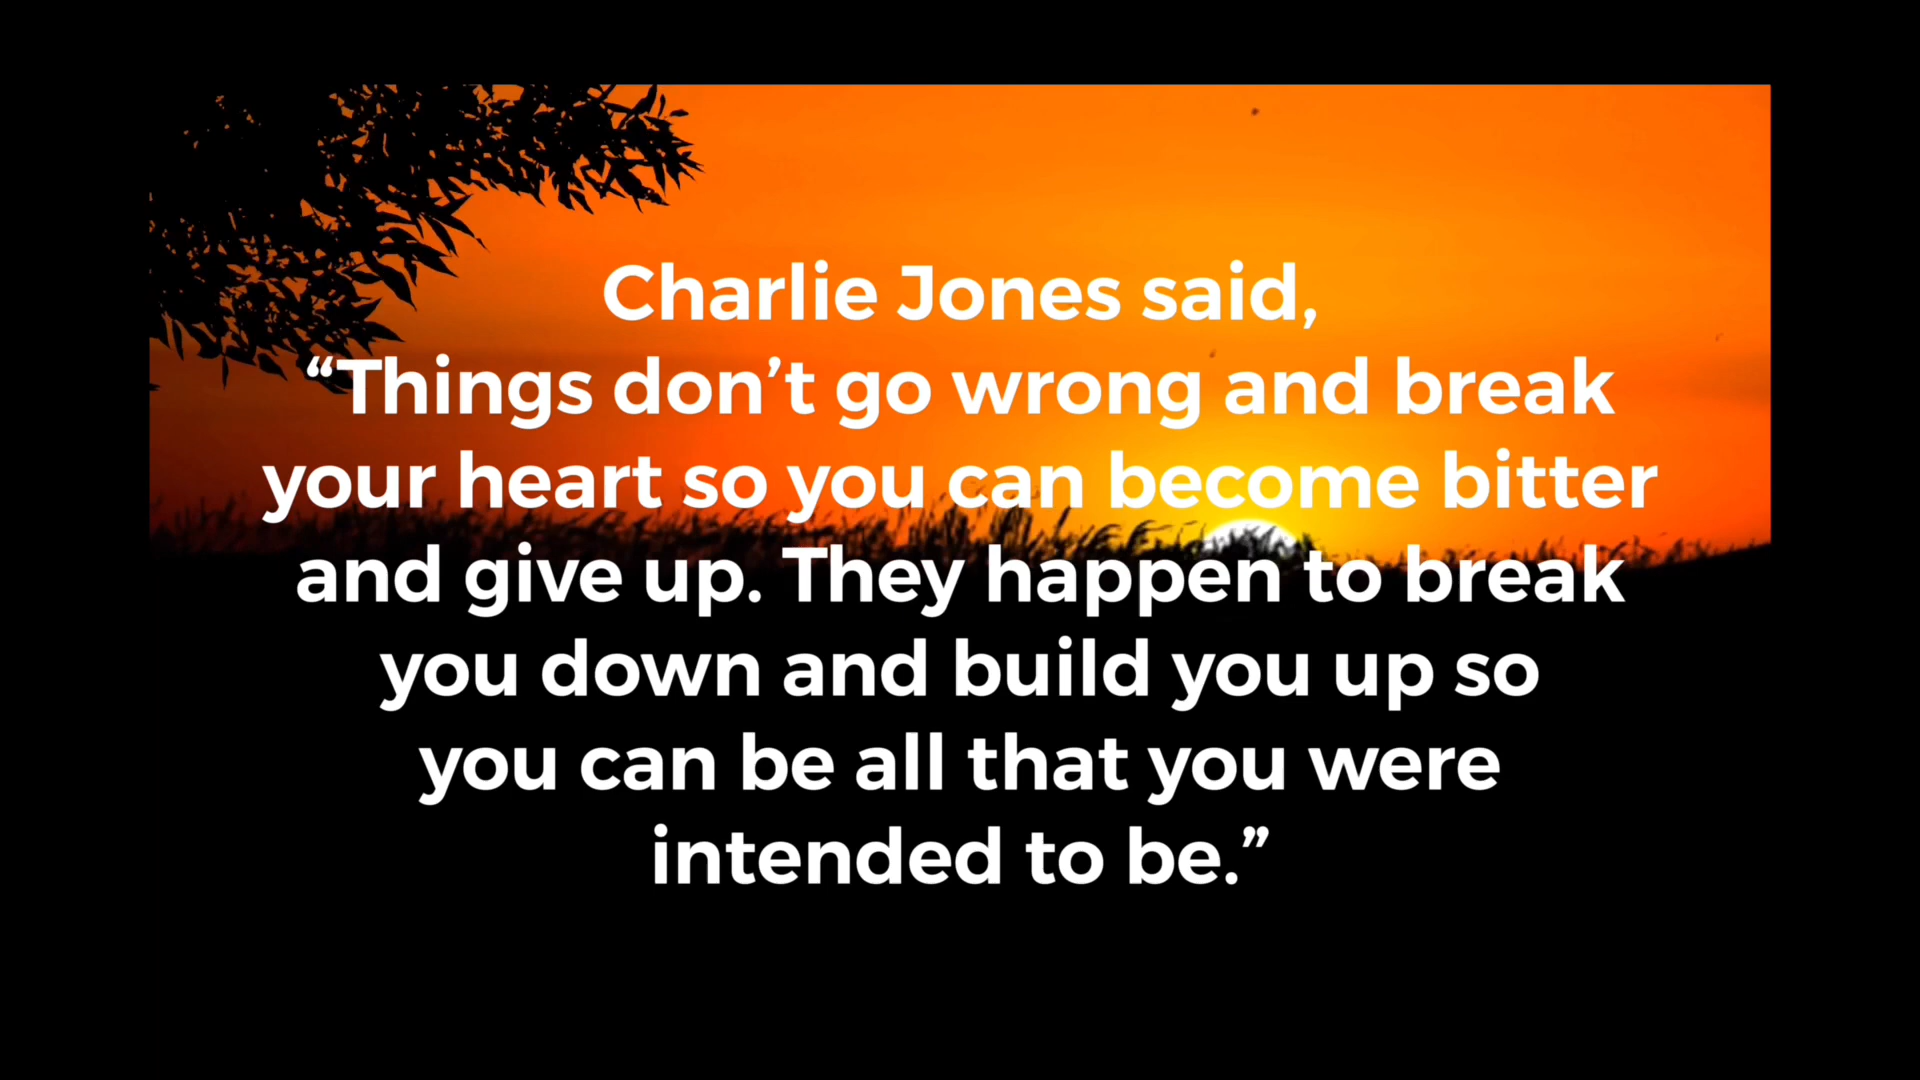 Charlie Jones said,
“Things don’t go wrong and break
your heart so you can become bitter
and give up. They happen to break
you down and build you up so
you can be all that you were
intended to be.”